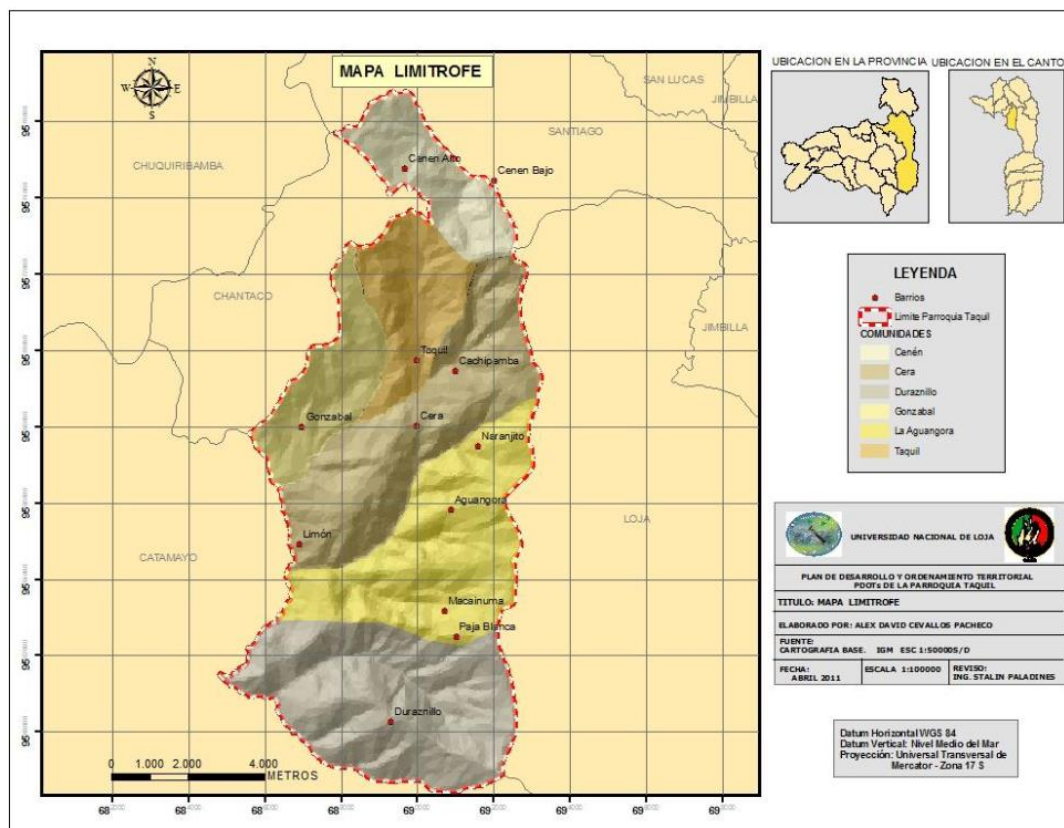 MAPA LIMITROFE
N
W
E
S
SAN LUCAS
JIMBILLA
SANTIAGO
CHUQUIRIBAMBA
Cenen Alto
Cenen Bajo
CHANTACO
JIMBILLA
Taquil
Cachipamba
Gonzabal
Cera
Naranjito
Aguangora
LOJA
Limón
CATAMAYO
Macainuma
Paja Blanca
Duraznillo
0 1.000 2.000 4.000
METROS
UBICACION EN LA PROVINCIA
UBICACION EN EL CANTO
LEYENDA
Barrios
Limite Parroquia Taquil
COMUNIDADES
Cenén
Cera
Duraznillo
Gonzabal
La Aguangora
Taquil
UNIVERSIDAD NACIONAL DE LOJA
PLAN DE DESARROLLO Y ORDENAMIENTO TERRITORIAL
PDOTs DE LA PARROQUIA TAQUIL
TITULO: MAPA LIMITROFE
ELABORADO POR: ALEX DAVID CEVALLOS PACHECO
FUENTE:
CARTOGRAFIA BASE. IGM ESC 1:50000S/D
FECHA:
ABRIL 2011
ESCALA 1:100000
REVISO:
ING. STALIN PALADINES
Datum Horizontal WGS 84
Datum Vertical: Nivel Medio del Mar
Proyección: Universal Transversal de
Mercator - Zona 17 S